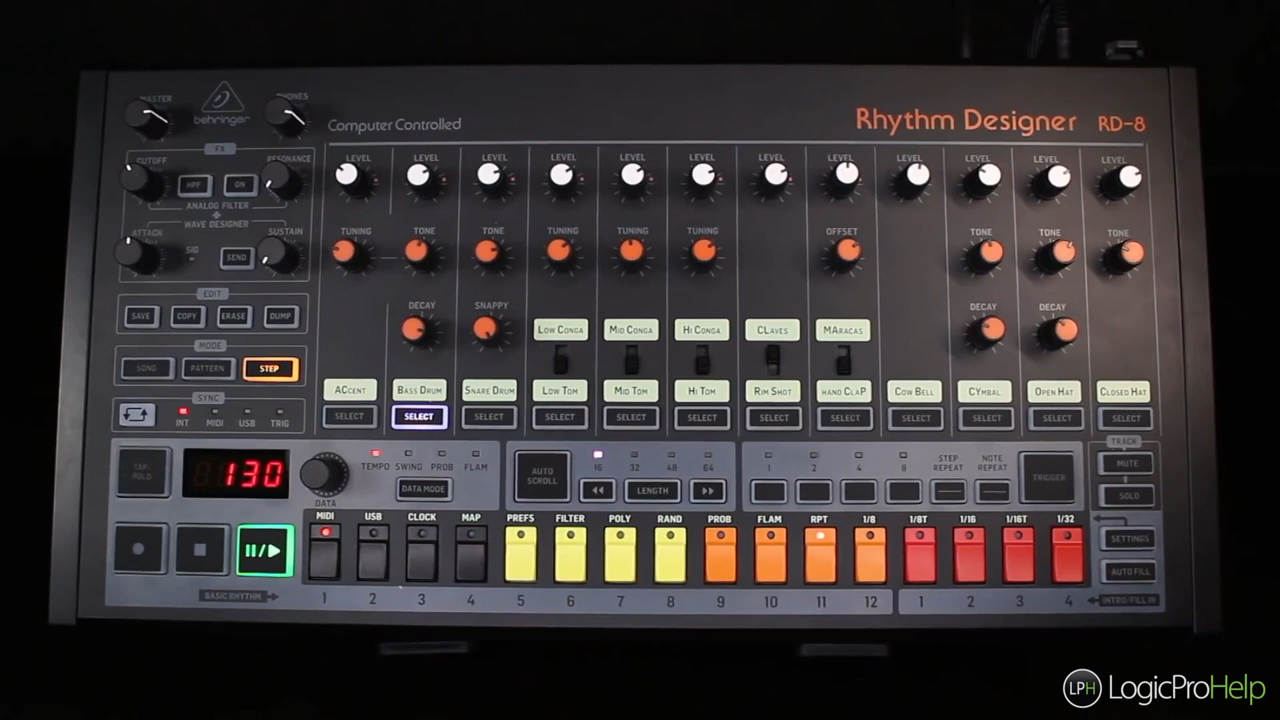 MASTER
behringer
PHONES
Computer Controlled
Rhythm Designer RD-8
FX
CUTOFF
RESONANCE
HPF
ON
ANALOG FILTER
WAVE DESIGNER
ATTACK
SIG
SEND
SUSTAIN
EDIT
SAVE COPY ERASE DUMP
MODE
SONG PATTERN STEP
SYNC
INT MIDI USB TRIG
LEVEL LEVEL LEVEL LEVEL LEVEL LEVEL LEVEL LEVEL LEVEL LEVEL LEVEL LEVEL
TUNING TONE TONE TUNING TUNING TUNING OFFSET TONE TONE TONE
DECAY SNAPPY DECAY DECAY
LOW CONGA MID CONGA HI CONGA CLAVES MARACAS
ACCENT BASS DRUM SNARE DRUM LOW TOM MID TOM HI TOM RIM SHOT HAND CLAP COW BELL CYMBAL OPEN HAT CLOSED HAT
SELECT SELECT SELECT SELECT SELECT SELECT SELECT SELECT SELECT SELECT SELECT SELECT
TAP/
HOLD
130
DATA
TEMPO SWING PROB FLAM
DATA MODE
AUTO
SCROLL
16 32 48 64
LENGTH
1 2 4 8
STEP
REPEAT
NOTE
REPEAT
TRIGGER
TRACK
MUTE
SOLO
SETTINGS
AUTO FILL
MIDI USB CLOCK MAP PREFS FILTER POLY RAND PROB FLAM RPT 1/8 1/8T 1/16 1/16T 1/32
BASIC RHYTHM
1 2 3 4 5 6 7 8 9 10 11 12 1 2 3 4
INTRO/FILL IN
LPH LogicProHelp